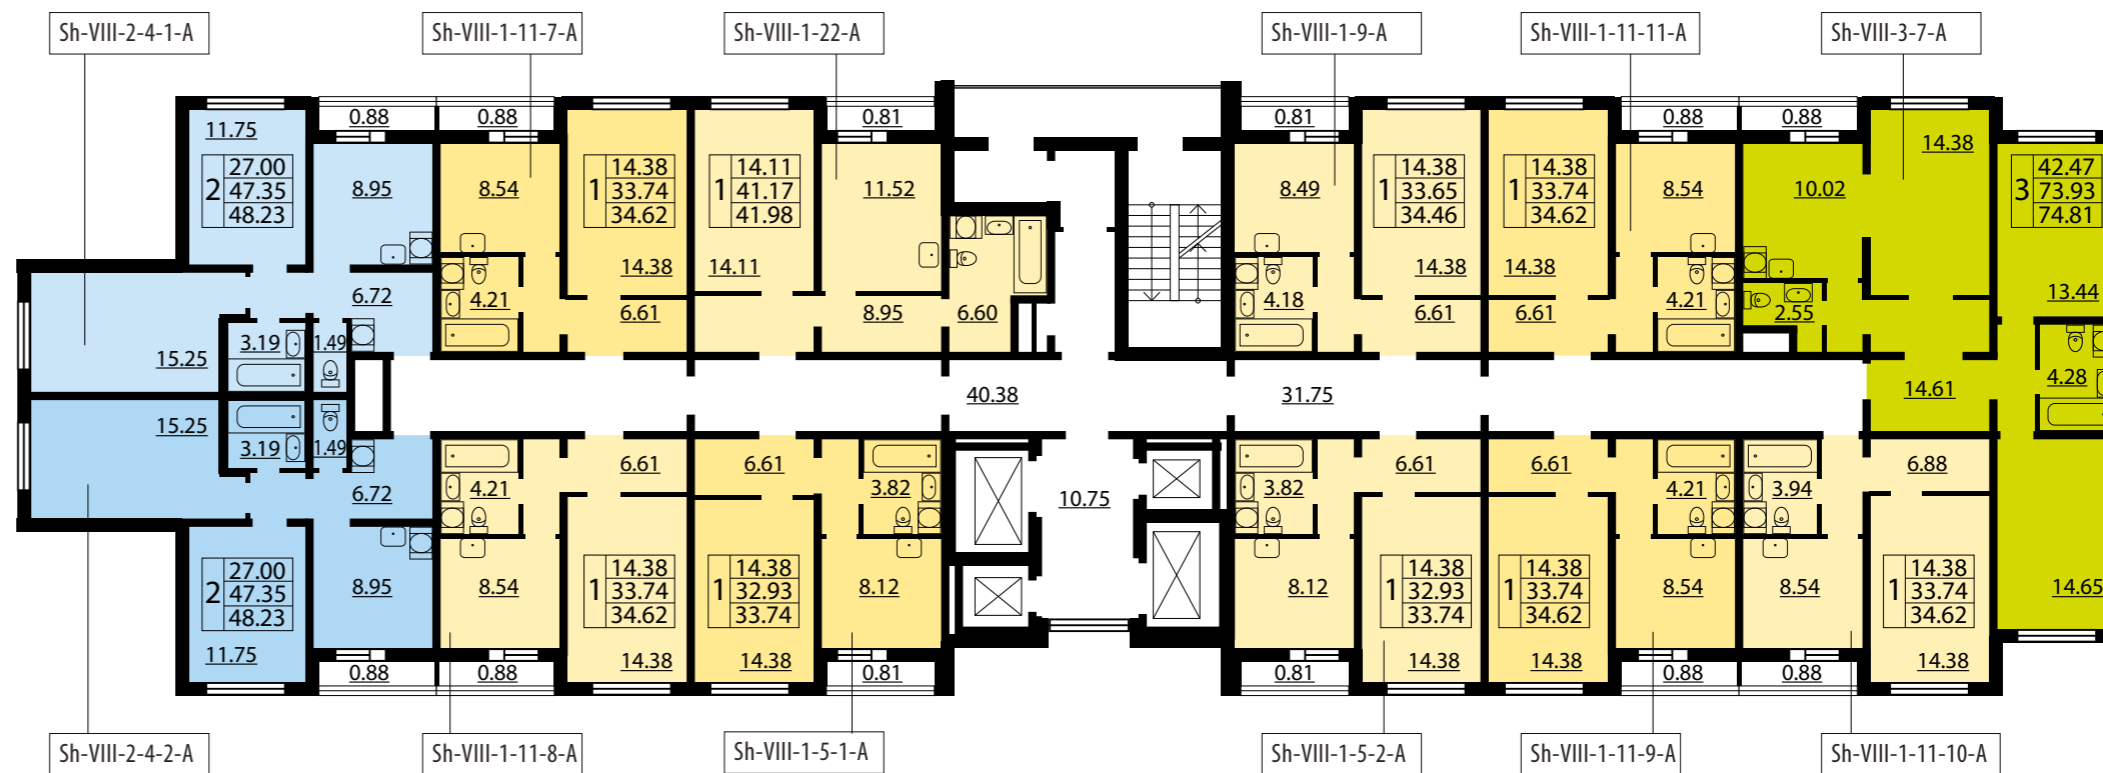 Sh-VIII-2-4-1-A
Sh-VIII-1-11-7-A
Sh-VIII-1-22-A
Sh-VIII-1-9-A
Sh-VIII-1-11-11-A
Sh-VIII-3-7-A
0.88 0.88 0.81 0.81 0.88 0.88
11.75
2 27.00
47.35
48.23
8.95
8.54
1 14.38
33.74
34.62
1 14.11
41.17
41.98
11.52
8.49
1 14.38
33.65
34.46
1 14.38
33.74
34.62
8.54
10.02
14.38
3 42.47
73.93
74.81
14.38 14.11 14.38 14.38
6.72 4.21 6.61 8.95 6.60 4.18 6.61 6.61 4.21 2.55 13.44
15.25 3.19 1.49
40.38 31.75 14.61 4.28
15.25 3.19 1.49
6.72 4.21 6.61 6.61 3.82 10.75 3.82 6.61 6.61 4.21 3.94 6.88
2 27.00
47.35
48.23
8.95
8.54
1 14.38
33.74
34.62
1 14.38
32.93
33.74
8.12
8.12
1 14.38
32.93
33.74
1 14.38
33.74
34.62
8.54
8.54
1 14.38
33.74
34.62
14.65
11.75 14.38 14.38 14.38 14.38 14.38
0.88 0.88 0.81 0.81 0.88 0.88
Sh-VIII-2-4-2-A
Sh-VIII-1-11-8-A
Sh-VIII-1-5-1-A
Sh-VIII-1-5-2-A
Sh-VIII-1-11-9-A
Sh-VIII-1-11-10-A